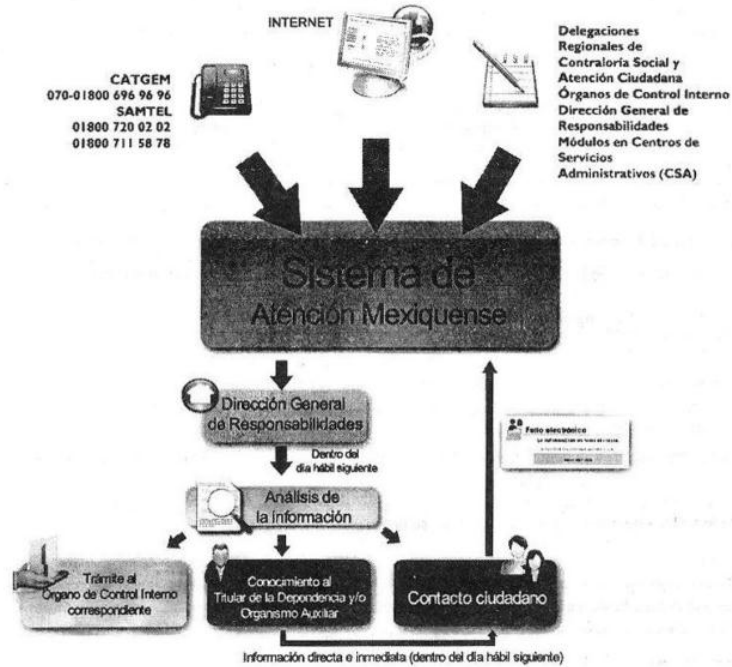 INTERNET
CATGEM
070-01800 696 96 96
SAMTEL
01800 720 02 02
01800 711 58 78
Delegaciones
Regionales de
Contraloría Social y
Atención Ciudadana
Órganos de Control Interno
Dirección General de
Responsabilidades
Módulos en Centros de
Servicios
Administrativos (CSA)
Sistema de
Atención Mexiquense
Dirección General
de Responsabilidades
Dentro del
día hábil siguiente
Folio electrónico
Análisis de
la información
Trámite al
Órgano de Control Interno
correspondiente
Conocimiento al
Titular de la Dependencia y/o
Organismo Auxiliar
Contacto ciudadano
Información directa e inmediata (dentro del día hábil siguiente)